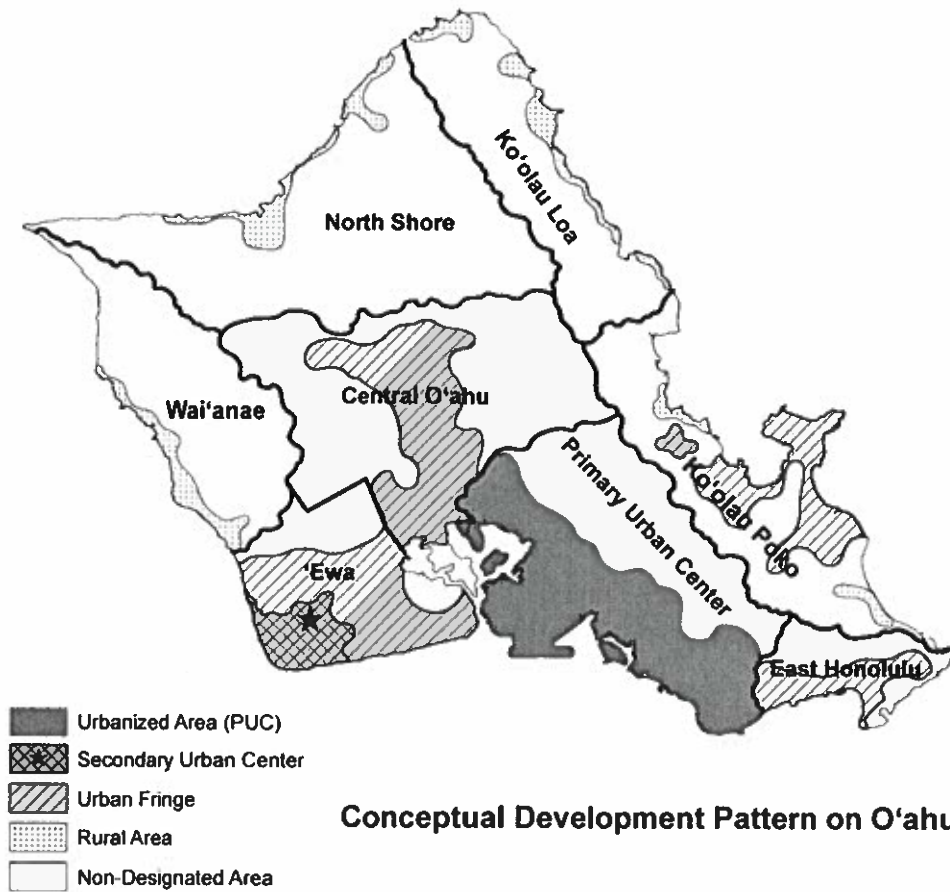 Ko‘olau Loa
North Shore
Central O‘ahu
Wai‘anae
Primary Urban Center
Ko‘olau Poko
‘Ewa
East Honolulu
Urbanized Area (PUC)
Secondary Urban Center
Urban Fringe
Rural Area
Non-Designated Area
Conceptual Development Pattern on O‘ahu